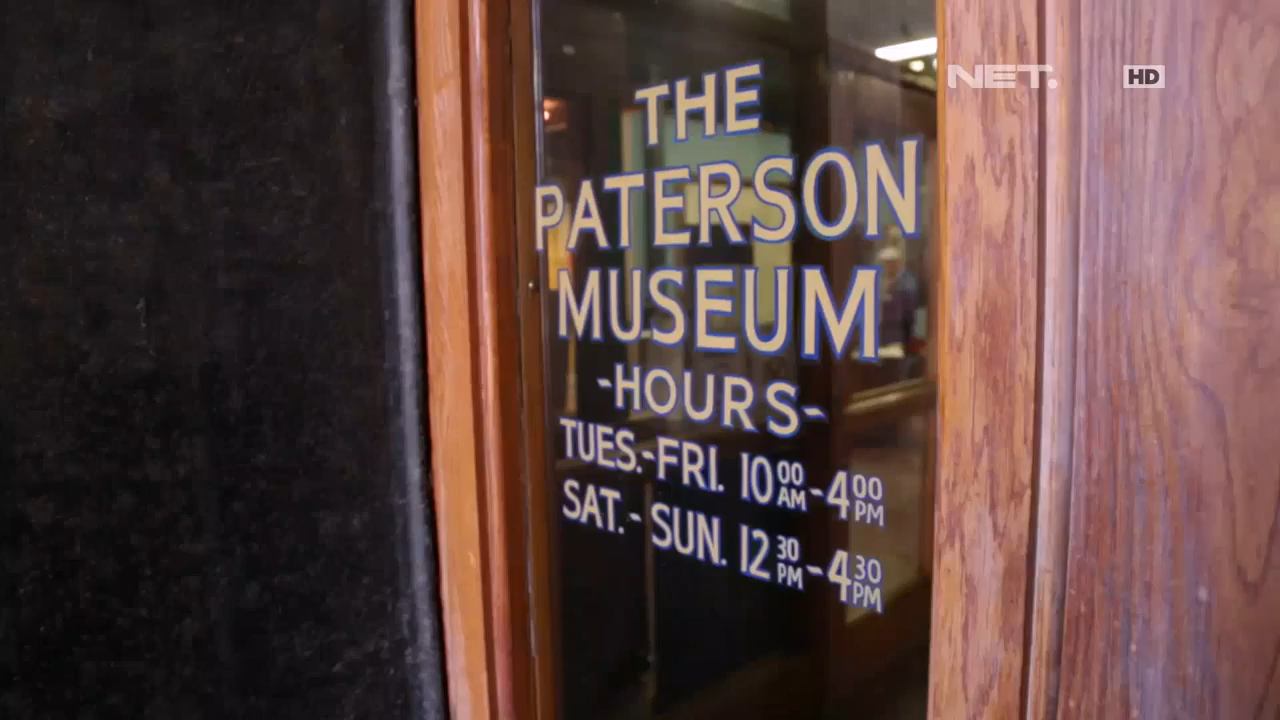 NET. HD
THE
PATERSON
MUSEUM
-HOURS-
TUES.-FRI. 10 00 AM - 4 00 PM
SAT.- SUN. 12 30 PM - 4 30 PM